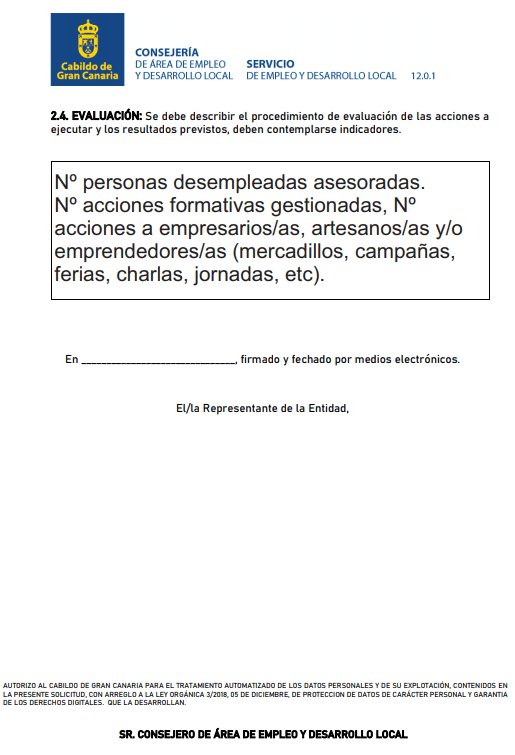 Cabildo de
Gran Canaria
CONSEJERÍA
DE ÁREA DE EMPLEO
Y DESARROLLO LOCAL
SERVICIO
DE EMPLEO Y DESARROLLO LOCAL 12.0.1
2.4. EVALUACIÓN: Se debe describir el procedimiento de evaluación de las acciones a
ejecutar y los resultados previstos, deben contemplarse indicadores.
Nº personas desempleadas asesoradas.
Nº acciones formativas gestionadas, Nº
acciones a empresarios/as, artesanos/as y/o
emprendedores/as (mercadillos, campañas,
ferias, charlas, jornadas, etc).
En ______________________________, firmado y fechado por medios electrónicos.
El/la Representante de la Entidad,
AUTORIZO AL CABILDO DE GRAN CANARIA PARA EL TRATAMIENTO AUTOMATIZADO DE LOS DATOS PERSONALES Y DE SU EXPLOTACIÓN, CONTENIDOS EN
LA PRESENTE SOLICITUD, CON ARREGLO A LA LEY ORGÁNICA 3/2018, 05 DE DICIEMBRE, DE PROTECCION DE DATOS DE CARÁCTER PERSONAL Y GARANTIA
DE LOS DERECHOS DIGITALES. QUE LA DESARROLLAN.
SR. CONSEJERO DE ÁREA DE EMPLEO Y DESARROLLO LOCAL